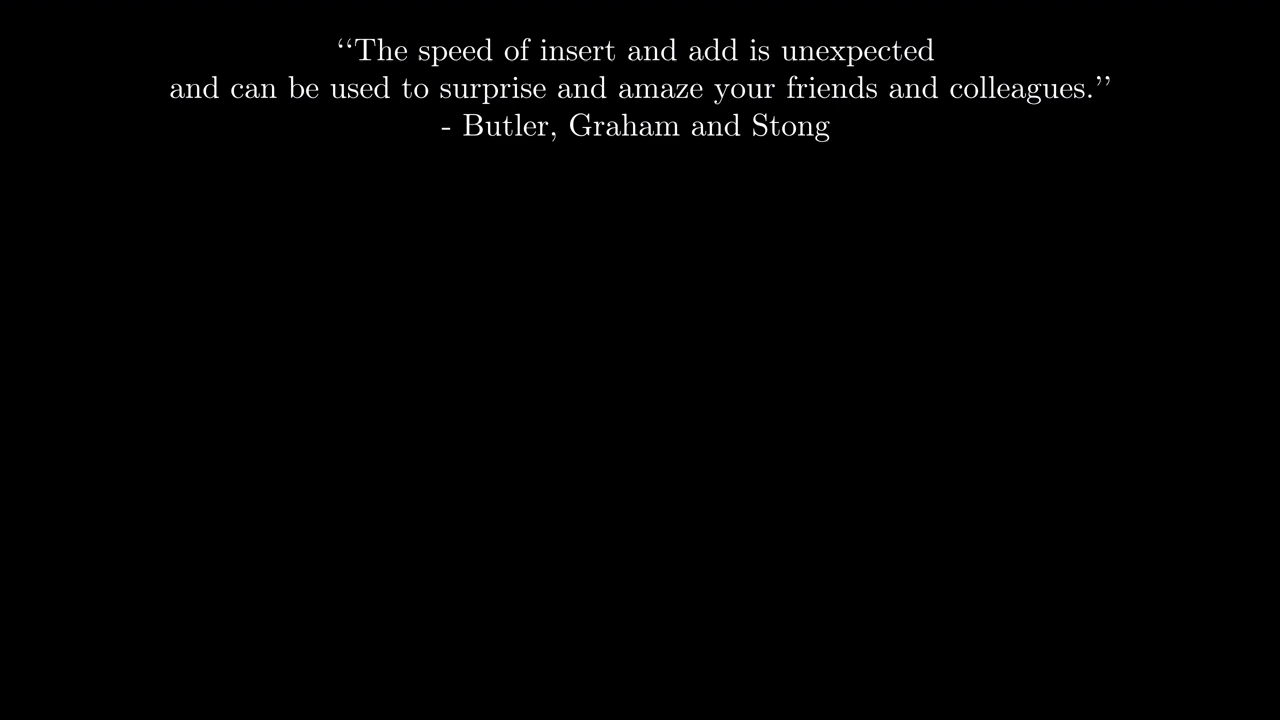 “The speed of insert and add is unexpected
and can be used to surprise and amaze your friends and colleagues.”
- Butler, Graham and Stong